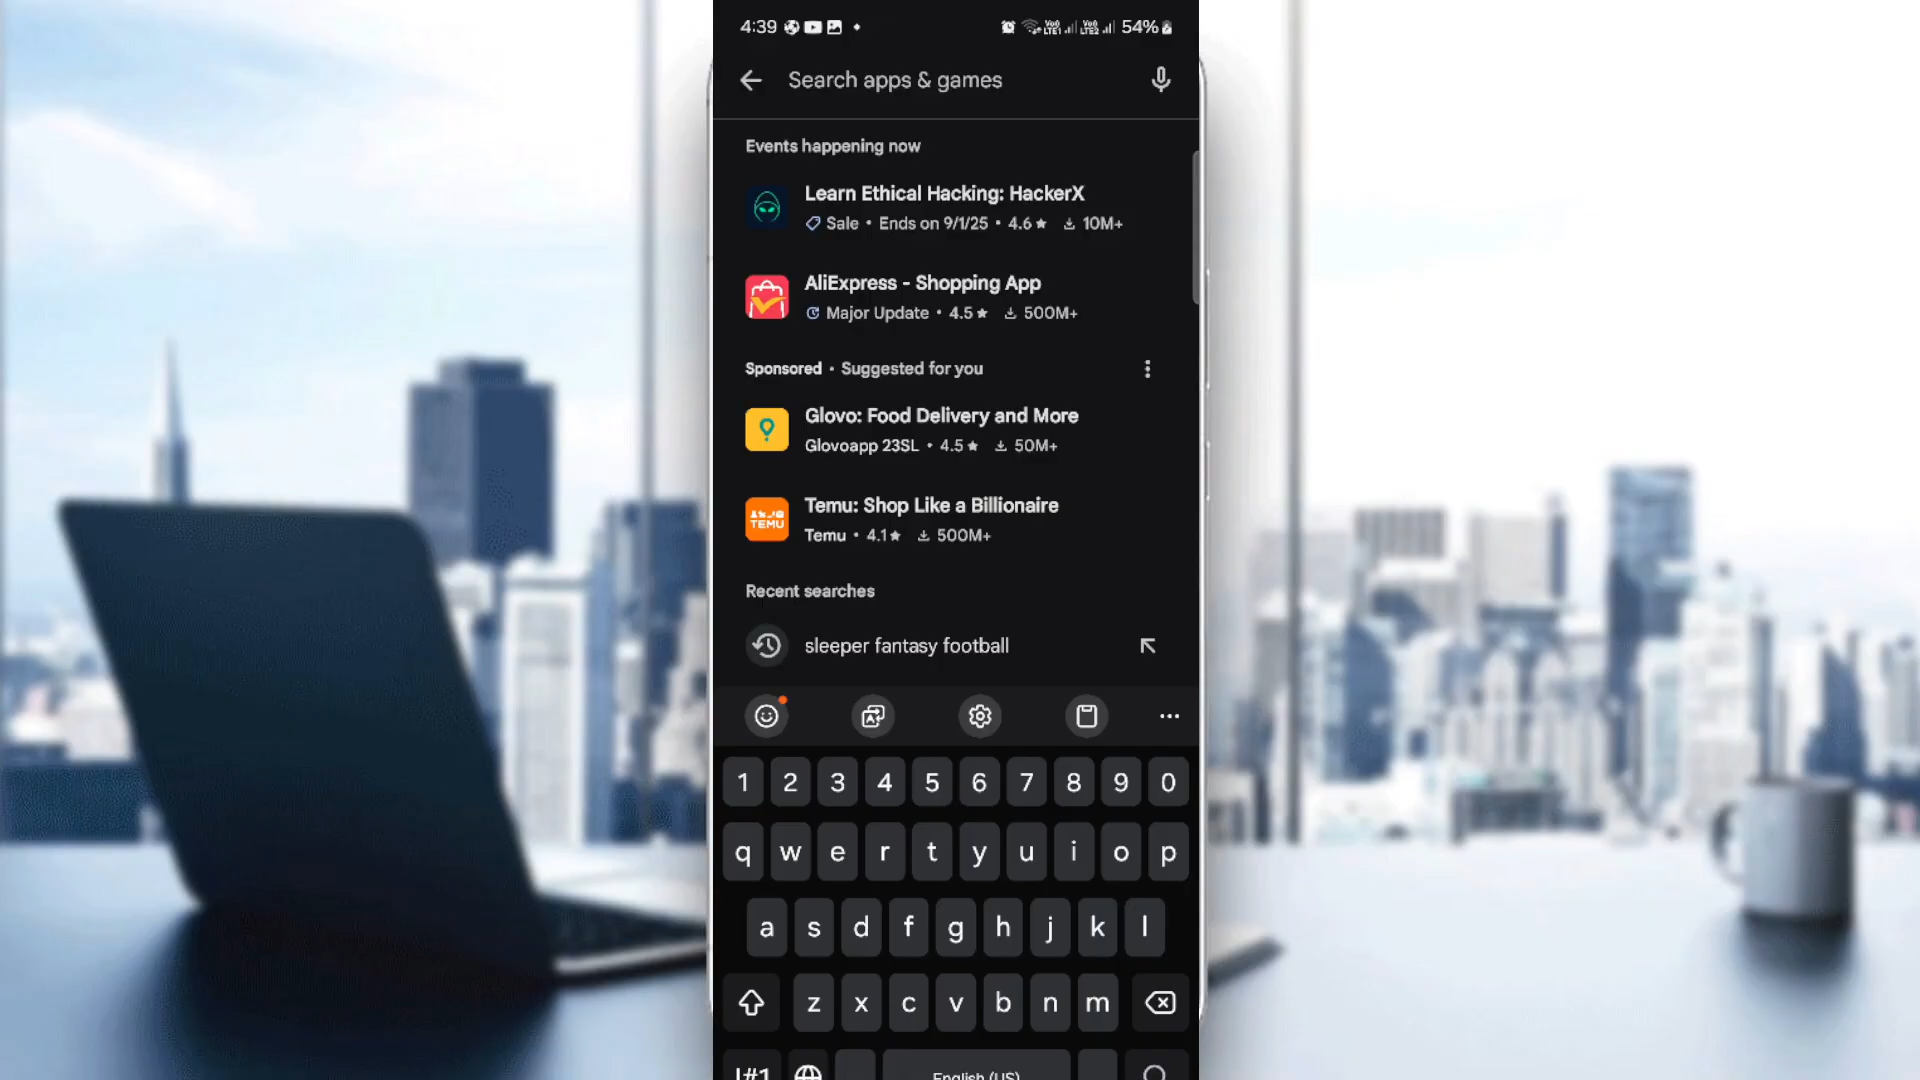 4:39 54%
Search apps & games
Events happening now
Learn Ethical Hacking: HackerX
Sale • Ends on 9/1/25 • 4.6★ 10M+
AliExpress - Shopping App
Major Update • 4.5★ 500M+
Sponsored • Suggested for you
Glovo: Food Delivery and More
Glovoapp 23SL • 4.5★ 50M+
TEMU
Temu: Shop Like a Billionaire
Temu • 4.1★ 500M+
Recent searches
sleeper fantasy football
1 2 3 4 5 6 7 8 9 0
q w e r t y u i o p
a s d f g h j k l
z x c v b n m
!#1 English (US)